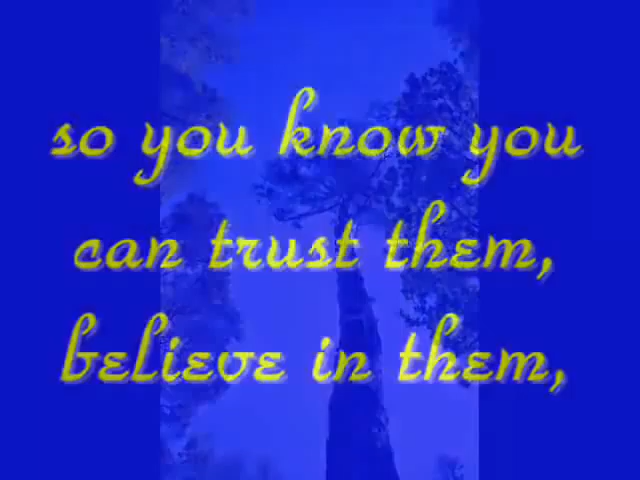 so you know you
can trust them,
believe in them,